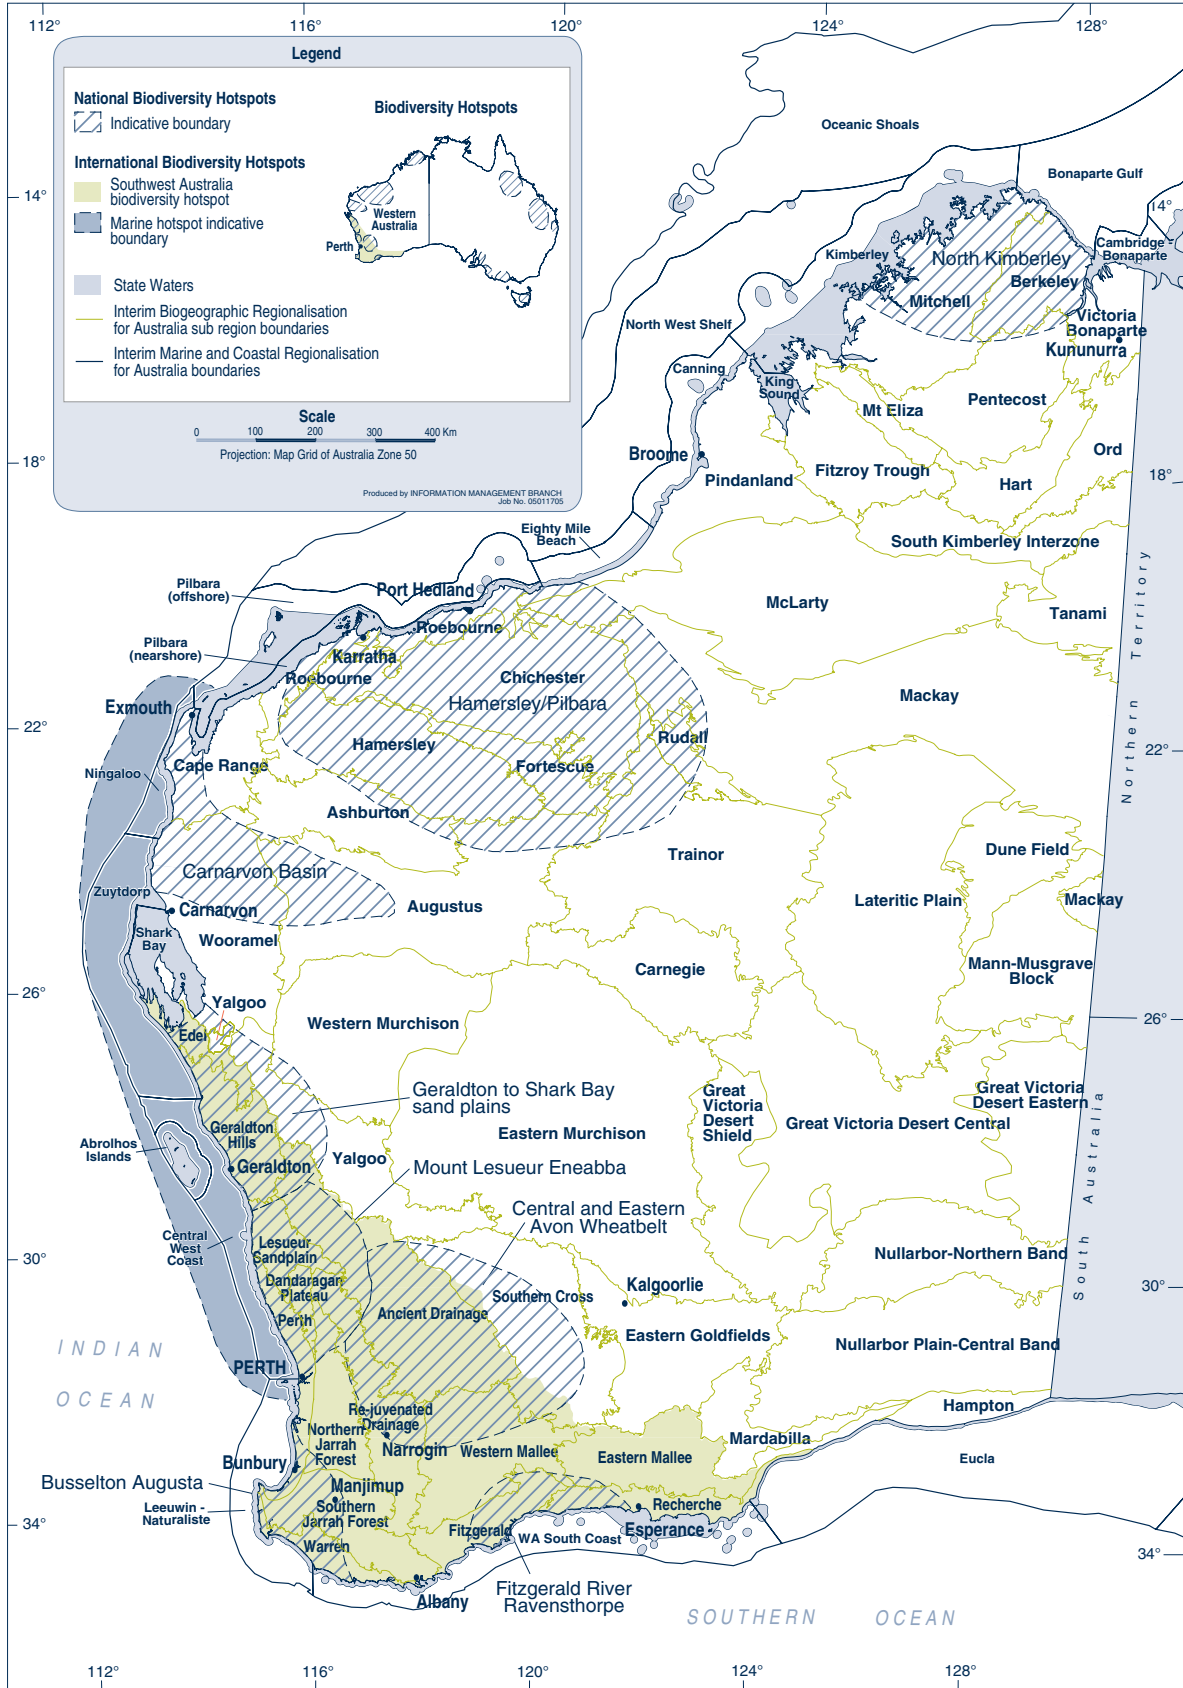 112°
116°
120°
124°
128°
Legend
National Biodiversity Hotspots
Indicative boundary
International Biodiversity Hotspots
Southwest Australia
biodiversity hotspot
Marine hotspot indicative
boundary
State Waters
Interim Biogeographic Regionalisation
for Australia sub region boundaries
Interim Marine and Coastal Regionalisation
for Australia boundaries
Biodiversity Hotspots
Western
Australia
Perth
Scale
0
100
200
300
400 Km
Projection: Map Grid of Australia Zone 50
Produced by INFORMATION MANAGEMENT BRANCH
Job No. 05011705
Oceanic Shoals
Bonaparte Gulf
14°
14°
Cambridge -
Bonaparte
Kimberley
North Kimberley
Berkeley
Mitchell
Victoria
Bonaparte
Kununurra
North West Shelf
Canning
King
Sound
Mt Eliza
Pentecost
Ord
Broome
18°
18°
Pindanland
Fitzroy Trough
Hart
Eighty Mile
Beach
South Kimberley Interzone
Pilbara
(offshore)
Port Hedland
McLarty
Tanami
Northern Territory
Roebourne
Pilbara
(nearshore)
Karratha
Roebourne
Chichester
Hamersley/Pilbara
Mackay
Exmouth
22°
22°
Hamersley
Rudall
Cape Range
Fortescue
Ningaloo
Ashburton
Trainor
Dune Field
Carnarvon Basin
Zuytdorp
Lateritic Plain
Mackay
Carnarvon
Augustus
Shark
Bay
Wooramel
Carnegie
Mann-Musgrave
Block
26°
26°
Yalgoo
Western Murchison
Edel
Geraldton to Shark Bay
sand plains
Great
Victoria
Desert
Shield
Great Victoria
Desert Eastern
Great Victoria Desert Central
Geraldton
Hills
Eastern Murchison
South Australia
Abrolhos
Islands
Yalgoo
Geraldton
Mount Lesueur Eneabba
Central and Eastern
Avon Wheatbelt
Central
West
Coast
Lesueur
Sandplain
Nullarbor-Northern Band
30°
30°
Dandaragan
Plateau
Kalgoorlie
Southern Cross
Ancient Drainage
Perth
Eastern Goldfields
Nullarbor Plain-Central Band
INDIAN
OCEAN
PERTH
Re-juvenated
Drainage
Hampton
Northern
Jarrah
Forest
Narrogin
Western Mallee
Eastern Mallee
Mardabilla
Eucla
Bunbury
Busselton Augusta
Manjimup
Leeuwin -
Naturaliste
Southern
Jarrah Forest
Recherche
34°
34°
Fitzgerald
WA South Coast
Esperance
Warren
Albany
Fitzgerald River
Ravensthorpe
SOUTHERN OCEAN
112°
116°
120°
124°
128°